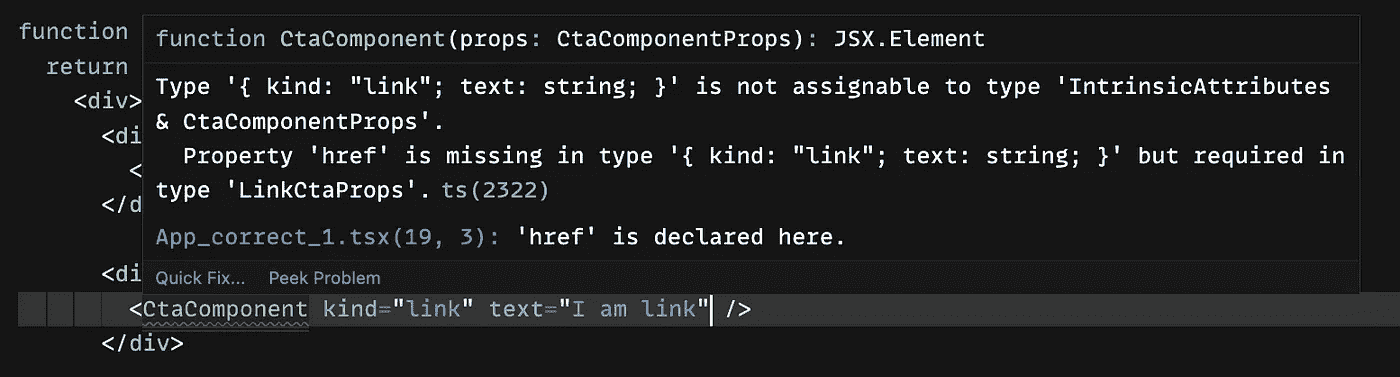 function
function CtaComponent(props: CtaComponentProps): JSX.Element
return
Type '{ kind: "link"; text: string; }' is not assignable to type 'IntrinsicAttributes
<div>
& CtaComponentProps'.
<di
Property 'href' is missing in type '{ kind: "link"; text: string; }' but required in
<
type 'LinkCtaProps'. ts(2322)
</d
App_correct_1.tsx(19, 3): 'href' is declared here.
<di
Quick Fix... Peek Problem
<CtaComponent kind="link" text="I am link" />
</div>